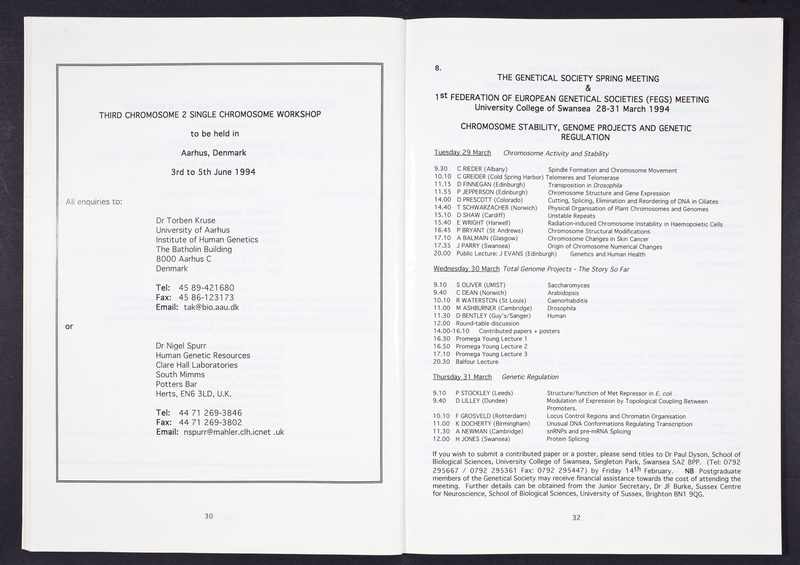 THIRD CHROMOSOME 2 SINGLE CHROMOSOME WORKSHOP
to be held in
Aarhus, Denmark
3rd to 5th June 1994
All enquiries to:
Dr Torben Kruse
University of Aarhus
Institute of Human Genetics
The Batholin Building
8000 Aarhus C
Denmark
Tel: 45 89-421680
Fax: 45 86-123173
Email: tak@bio.aau.dk
or
Dr Nigel Spurr
Human Genetic Resources
Clare Hall Laboratories
South Mimms
Potters Bar
Herts, EN6 3LD, U.K.
Tel: 44 71 269-3846
Fax: 44 71 269-3802
Email: nspurr@mahler.clh.icnet .uk
30
8.
THE GENETICAL SOCIETY SPRING MEETING
&
1st FEDERATION OF EUROPEAN GENETICAL SOCIETIES (FEGS) MEETING
University College of Swansea 28-31 March 1994
CHROMOSOME STABILITY, GENOME PROJECTS AND GENETIC
REGULATION
Tuesday 29 March Chromosome Activity and Stability
9.30 C RIEDER (Albany) Spindle Formation and Chromosome Movement
10.10 C GREIDER (Cold Spring Harbor) Telomeres and Telomerase
11.15 D FINNEGAN (Edinburgh) Transposition in Drosophila
11.55 P JEPPERSON (Edinburgh) Chromosome Structure and Gene Expression
14.00 D PRESCOTT (Colorado) Cutting, Splicing, Elimination and Reordering of DNA in Ciliates
14.40 T SCHWARZACHER (Norwich) Physical Organisation of Plant Chromosomes and Genomes
15.10 D SHAW (Cardiff) Unstable Repeats
15.40 E WRIGHT (Harwell) Radiation-induced Chromosome Instability in Haemopoietic Cells
16.45 P BRYANT (St Andrews) Chromosome Structural Modifications
17.10 A BALMAIN (Glasgow) Chromosome Changes in Skin Cancer
17.35 J PARRY (Swansea) Origin of Chromosome Numerical Changes
20.00 Public Lecture: J EVANS (Edinburgh) Genetics and Human Health
Wednesday 30 March Total Genome Projects - The Story So Far
9.10 S OLIVER (UMIST) Saccharomyces
9.40 C DEAN (Norwich) Arabidopsis
10.10 R WATERSTON (St Louis) Caenorhabditis
11.00 M ASHBURNER (Cambridge) Drosophila
11.30 D BENTLEY (Guy's/Sanger) Human
12.00 Round-table discussion
14.00-16.10 Contributed papers + posters
16.30 Promega Young Lecture 1
16.50 Promega Young Lecture 2
17.10 Promega Young Lecture 3
20.30 Balfour Lecture
Thursday 31 March Genetic Regulation
9.10 P STOCKLEY (Leeds) Structure/function of Met Repressor in E. coli
9.40 D LILLEY (Dundee) Modulation of Expression by Topological Coupling Between
Promoters.
10.10 F GROSVELD (Rotterdam) Locus Control Regions and Chromatin Organisation
11.00 K DOCHERTY (Birmingham) Unusual DNA Conformations Regulating Transcription
11.30 A NEWMAN (Cambridge) snRNPs and pre-mRNA Splicing
12.00 H JONES (Swansea) Protein Splicing
If you wish to submit a contributed paper or a poster, please send titles to Dr Paul Dyson, School of
Biological Sciences, University College of Swansea, Singleton Park, Swansea SA2 8PP. (Tel: 0792
295667 / 0792 295361 Fax: 0792 295447) by Friday 14th February. NB Postgraduate
members of the Genetical Society may receive financial assistance towards the cost of attending the
meeting. Further details can be obtained from the Junior Secretary, Dr JF Burke, Sussex Centre
for Neuroscience, School of Biological Sciences, University of Sussex, Brighton BN1 9QG.
32